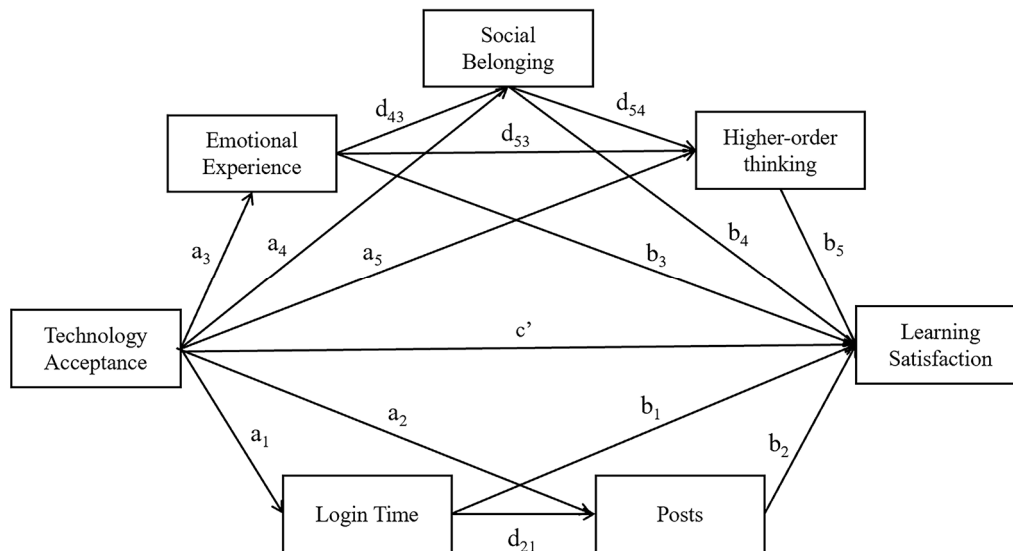 Social
Belonging
d43
d54
Emotional
Experience
d53
Higher-order
thinking
a3
a4
a5
b3
b4
b5
Technology
Acceptance
c’
Learning
Satisfaction
a1
a2
b1
b2
Login Time
Posts
d21